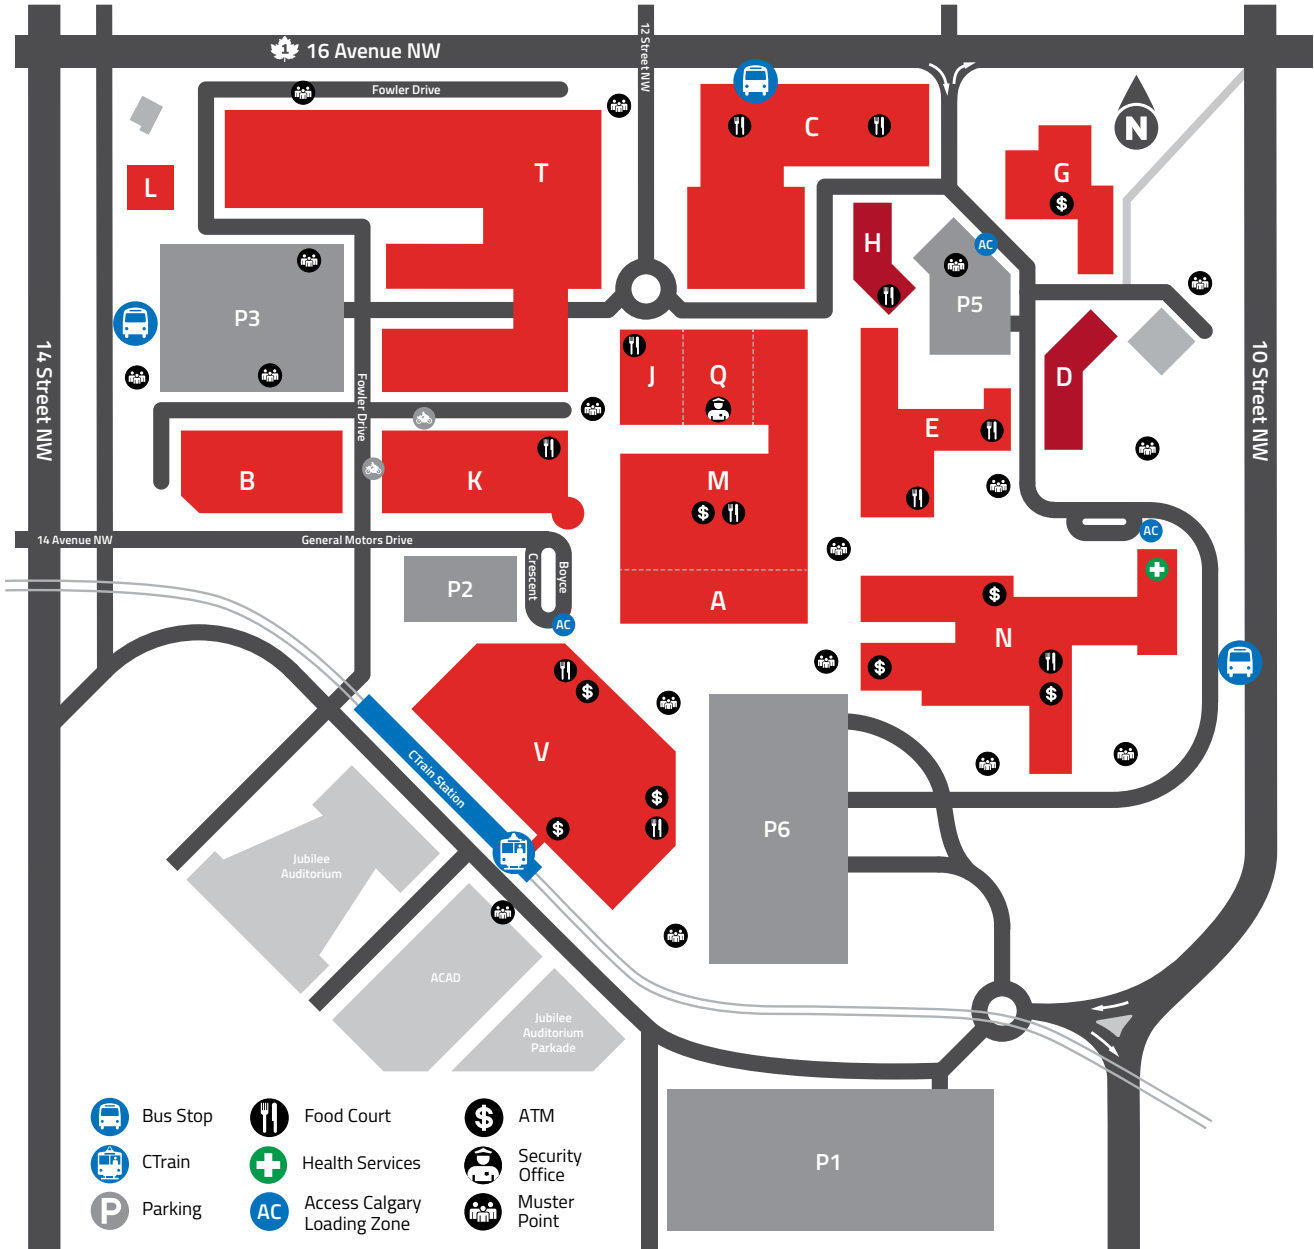 1 16 Avenue NW
12 Street NW
Fowler Drive
N
C
T
G
$
L
H
AC
P5
P3
14 Street NW
10 Street NW
Fowler Drive
J
Q
D
E
B
K
M
$
14 Avenue NW
General Motors Drive
AC
P2
Boyce
Crescent
A
$
AC
N
$
$
$
V
CTrain Station
$
$
P6
Jubilee
Auditorium
ACAD
Jubilee
Auditorium
Parkade
P1
Bus Stop
Food Court
$ ATM
CTrain
Health Services
Security
Office
P Parking
AC Access Calgary
Loading Zone
Muster
Point